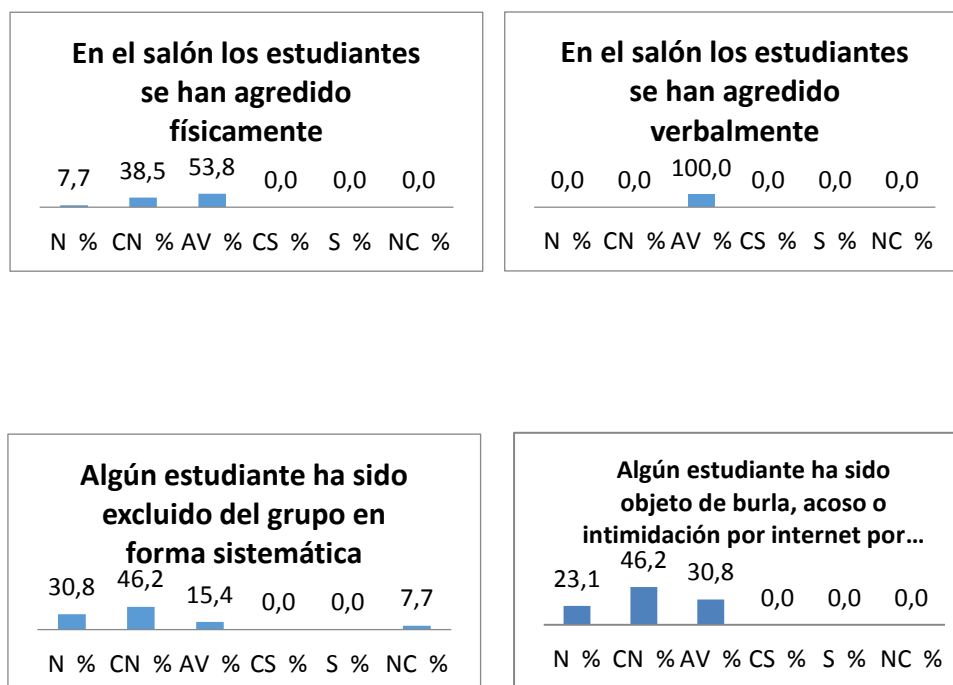 En el salón los estudiantes
se han agredido
físicamente
7,7 38,5 53,8 0,0 0,0 0,0
N % CN % AV % CS % S % NC %
En el salón los estudiantes
se han agredido
verbalmente
0,0 0,0 100,0 0,0 0,0 0,0
N % CN % AV % CS % S % NC %
Algún estudiante ha sido
excluido del grupo en
forma sistemática
30,8 46,2 15,4 0,0 0,0 7,7
N % CN % AV % CS % S % NC %
Algún estudiante ha sido
objeto de burla, acoso o
intimidación por internet por...
23,1 46,2 30,8 0,0 0,0 0,0
N % CN % AV % CS % S % NC %